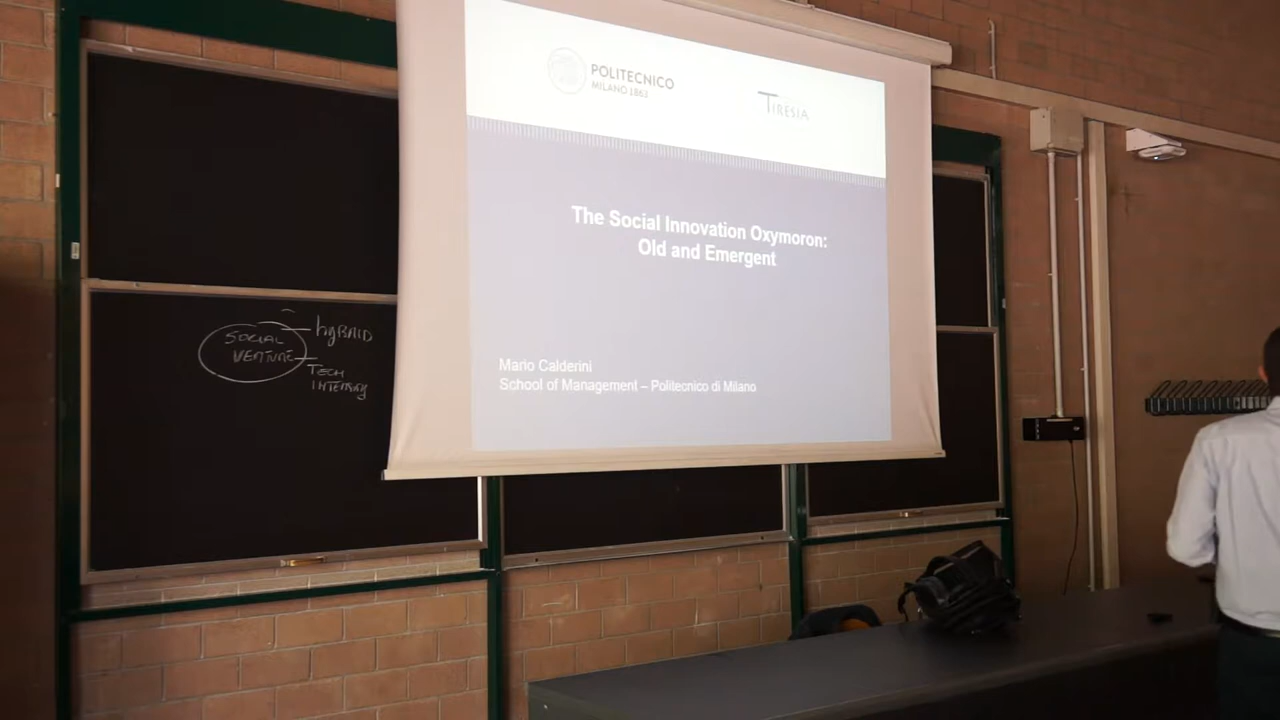 POLITECNICO
MILANO 1863
TIRESIA
The Social Innovation Oxymoron:
Old and Emergent
Mario Calderini
School of Management – Politecnico di Milano
SOCIAL
VENTURE
hyBRID
TECH